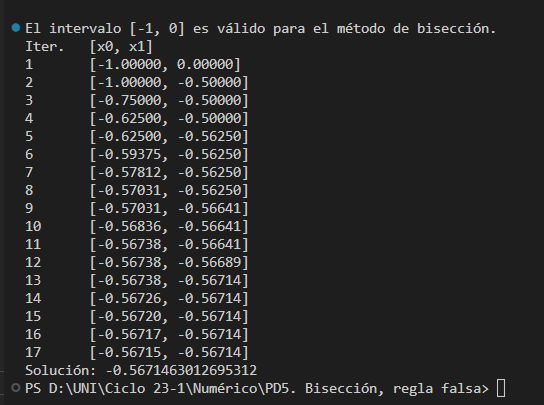 El intervalo [-1, 0] es válido para el método de bisección.
Iter. [x0, x1]
1 [-1.00000, 0.00000]
2 [-1.00000, -0.50000]
3 [-0.75000, -0.50000]
4 [-0.62500, -0.50000]
5 [-0.62500, -0.56250]
6 [-0.59375, -0.56250]
7 [-0.57812, -0.56250]
8 [-0.57031, -0.56250]
9 [-0.57031, -0.56641]
10 [-0.56836, -0.56641]
11 [-0.56738, -0.56641]
12 [-0.56738, -0.56689]
13 [-0.56738, -0.56714]
14 [-0.56726, -0.56714]
15 [-0.56720, -0.56714]
16 [-0.56717, -0.56714]
17 [-0.56715, -0.56714]
Solución: -0.5671463012695312
PS D:\UNI\Ciclo 23-1\Numérico\PD5. Bisección, regla falsa>